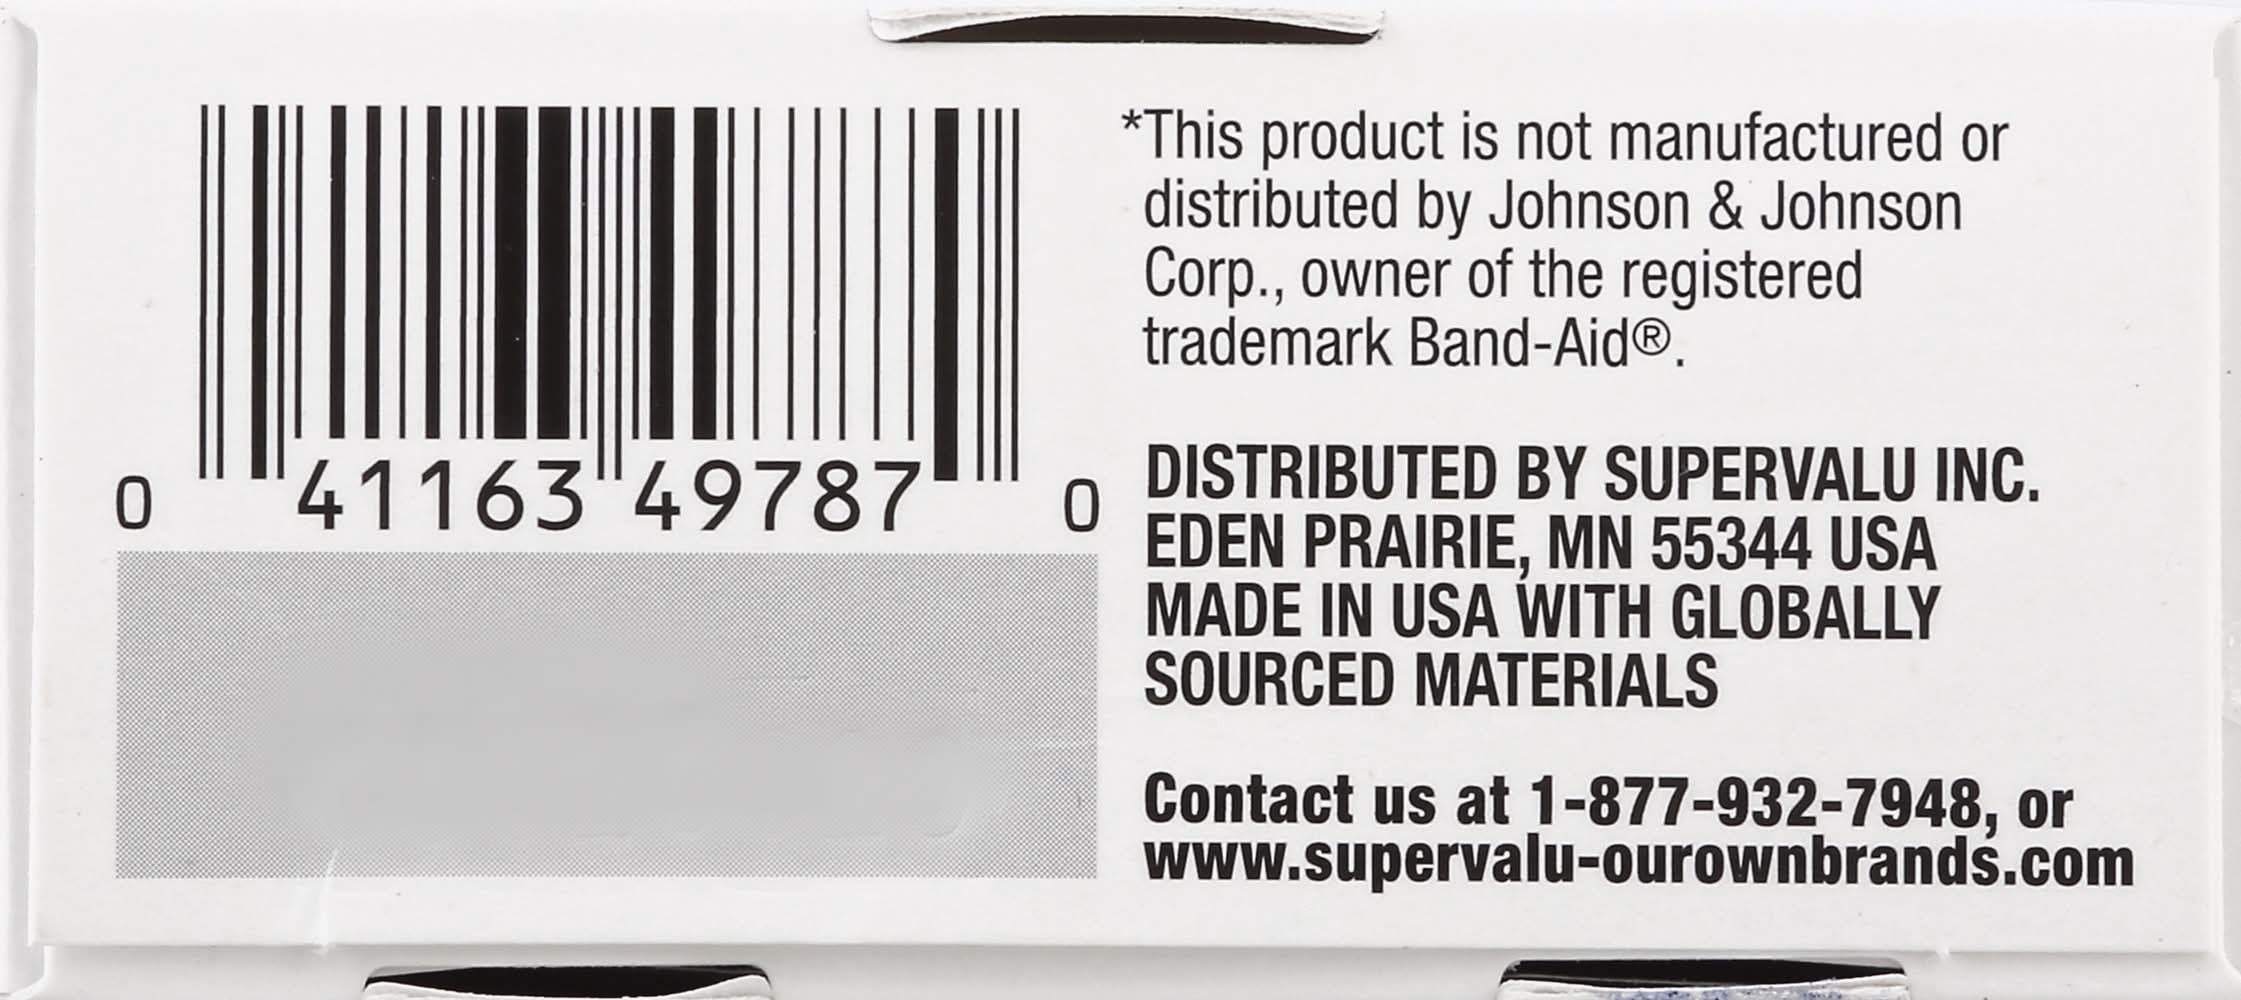 0 41163 49787 0
*This product is not manufactured or
distributed by Johnson & Johnson
Corp., owner of the registered
trademark Band-Aid®.
DISTRIBUTED BY SUPERVALU INC.
EDEN PRAIRIE, MN 55344 USA
MADE IN USA WITH GLOBALLY
SOURCED MATERIALS
Contact us at 1-877-932-7948, or
www.supervalu-ourownbrands.com